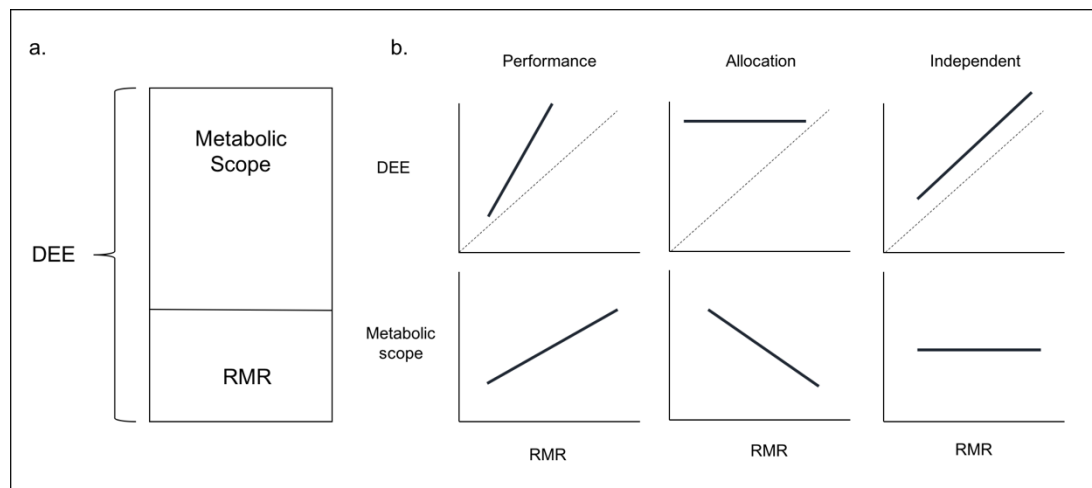 a.
DEE
Metabolic
Scope
RMR
b.
Performance
Allocation
Independent
DEE
Metabolic
scope
RMR
RMR
RMR